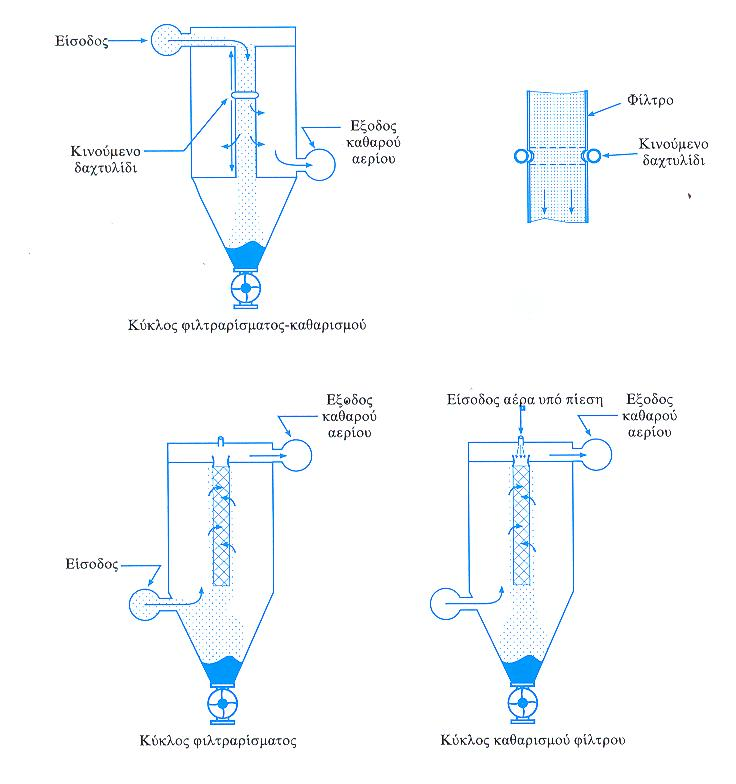 Είσοδος
Κινούμενο
δαχτυλίδι
Εξοδος
καθαρού
αερίου
Φίλτρο
Κινούμενο
δαχτυλίδι
Κύκλος φιλτραρίσματος-καθαρισμού
Εξοδος
καθαρού
αερίου
Είσοδος
Κύκλος φιλτραρίσματος
Είσοδος αέρα υπό πίεση
Εξοδος
καθαρού
αερίου
Κύκλος καθαρισμού φίλτρου